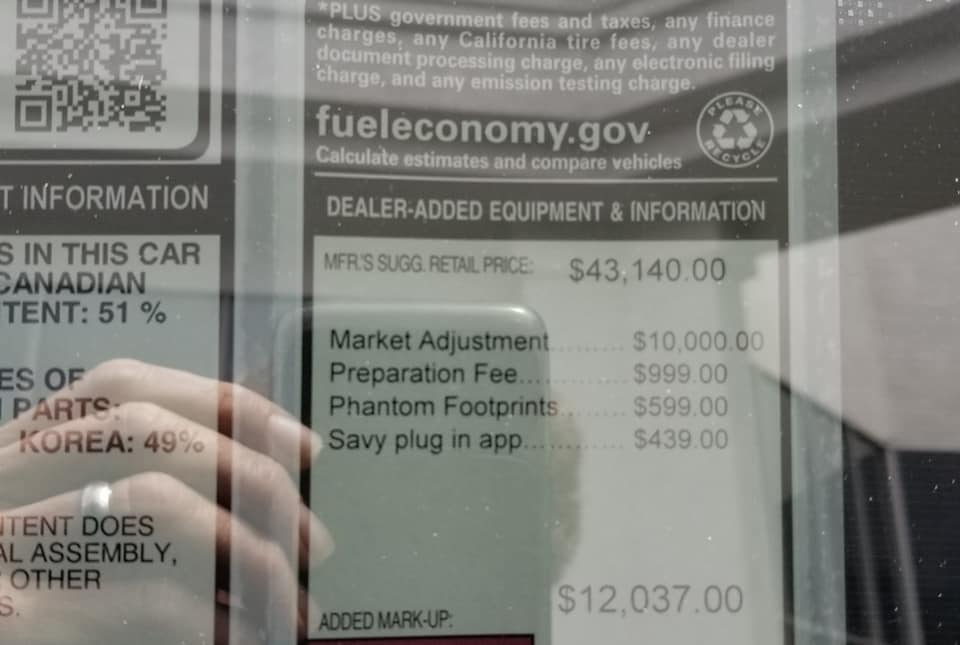 *PLUS government fees and taxes, any finance
charges, any California tire fees, any dealer
document processing charge, any electronic filing
charge, and any emission testing charge.
fueleconomy.gov
Calculate estimates and compare vehicles
PLEASE RECYCLE
T INFORMATION
S IN THIS CAR
CANADIAN
TENT: 51 %
ES OF
PARTS:
KOREA: 49%
TENT DOES
AL ASSEMBLY,
OTHER
S.
DEALER-ADDED EQUIPMENT & INFORMATION
MFR.'S SUGG. RETAIL PRICE: $43,140.00
Market Adjustment......... $10,000.00
Preparation Fee............. $999.00
Phantom Footprints......... $599.00
Savy plug in app............ $439.00
ADDED MARK-UP: $12,037.00